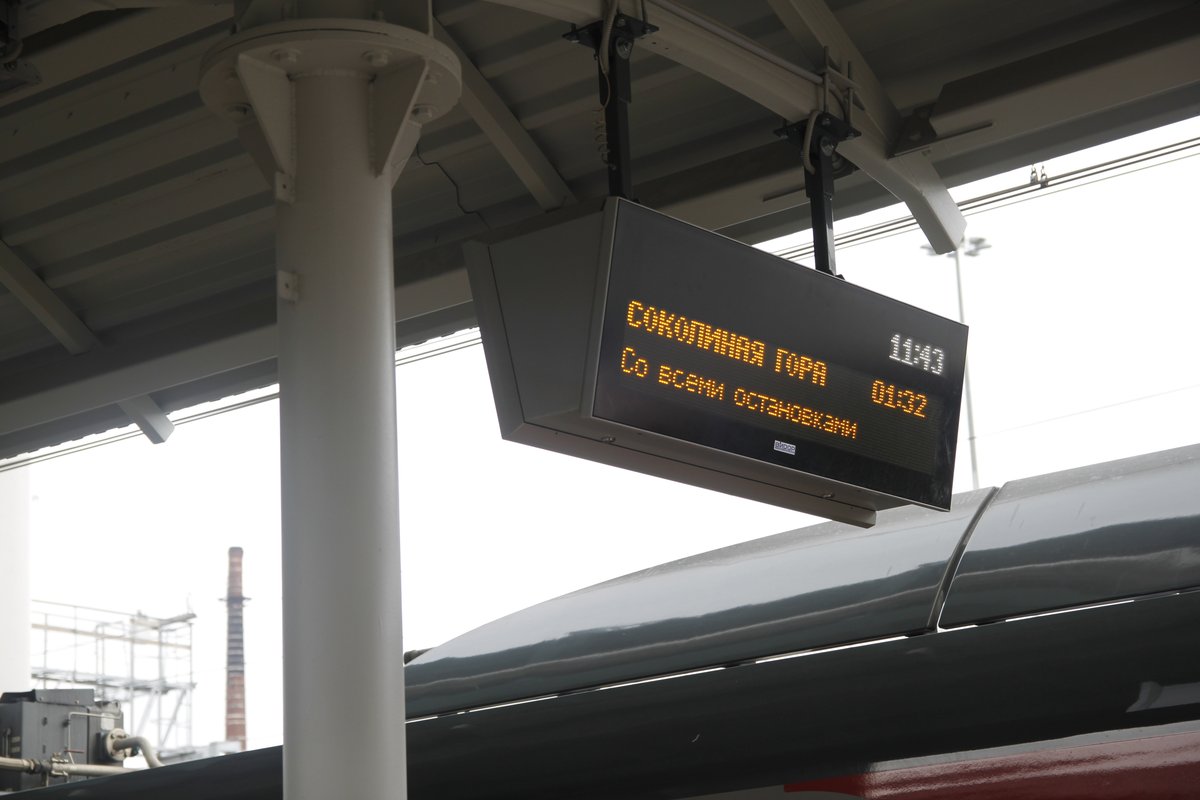 СОКОЛИНАЯ ГОРА 11:43
Со всеми остановками 01:32